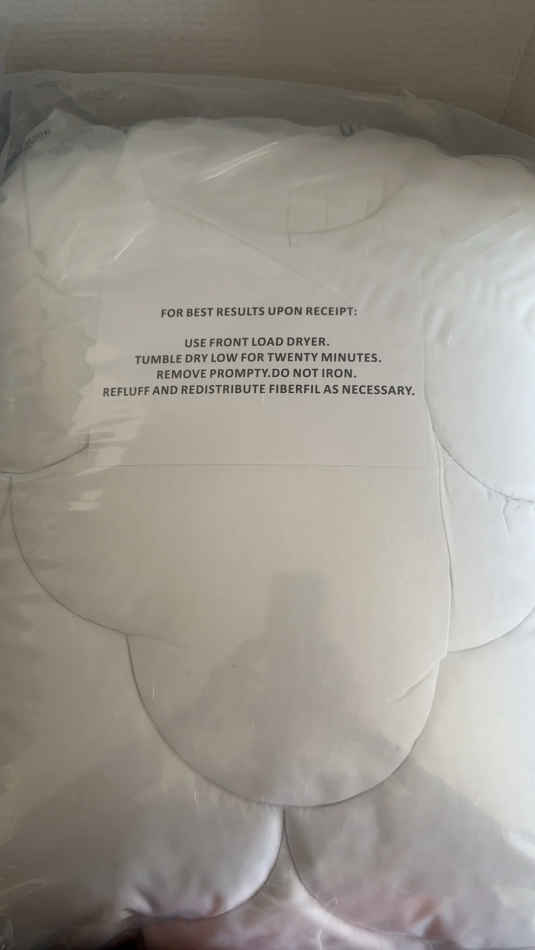 FOR BEST RESULTS UPON RECEIPT:
USE FRONT LOAD DRYER.
TUMBLE DRY LOW FOR TWENTY MINUTES.
REMOVE PROMPTY.DO NOT IRON.
REFLUFF AND REDISTRIBUTE FIBERFIL AS NECESSARY.